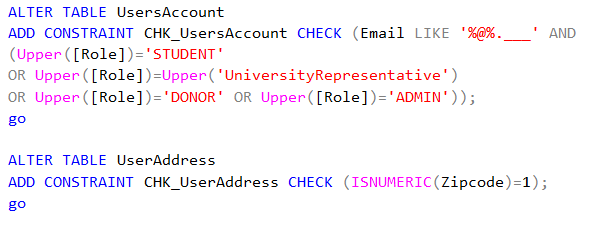 ALTER TABLE UsersAccount
ADD CONSTRAINT CHK_UsersAccount CHECK (Email LIKE '%@%.___' AND
(Upper([Role])='STUDENT'
OR Upper([Role])=Upper('UniversityRepresentative')
OR Upper([Role])='DONOR' OR Upper([Role])='ADMIN'));
go
ALTER TABLE UserAddress
ADD CONSTRAINT CHK_UserAddress CHECK (ISNUMERIC(Zipcode)=1);
go